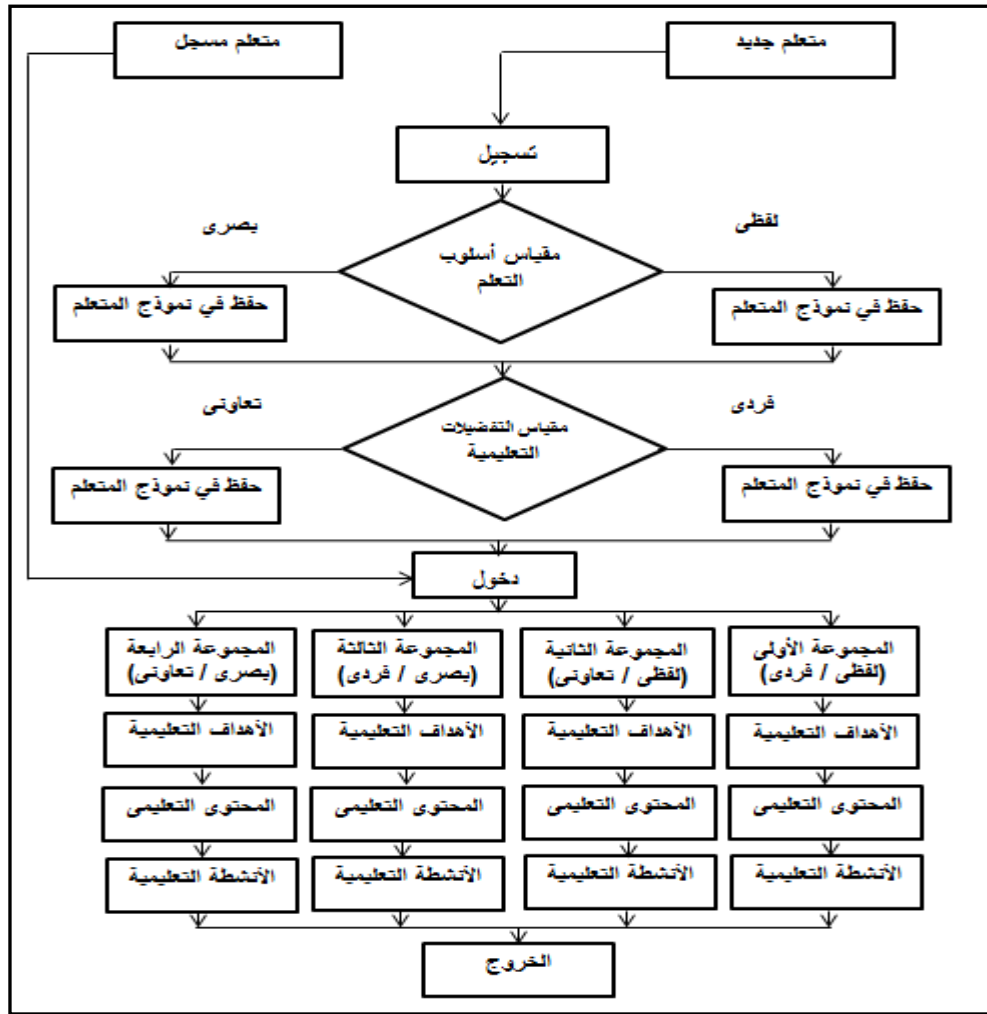 متعلم جديد
متعلم مسجل
تسجيل
لفظى
بصرى
مقياس أسلوب
التعلم
حفظ في نموذج المتعلم
حفظ في نموذج المتعلم
فردى
تعاونى
مقياس التفضيلات
التعليمية
حفظ في نموذج المتعلم
حفظ في نموذج المتعلم
دخول
المجموعة الأولى
(لفظى / فردى)
المجموعة الثانية
(لفظى / تعاونى)
المجموعة الثالثة
(بصرى / فردى)
المجموعة الرابعة
(بصرى / تعاونى)
الأهداف التعليمية
الأهداف التعليمية
الأهداف التعليمية
الأهداف التعليمية
المحتوى التعليمى
المحتوى التعليمى
المحتوى التعليمى
المحتوى التعليمى
الأنشطة التعليمية
الأنشطة التعليمية
الأنشطة التعليمية
الأنشطة التعليمية
الخروج